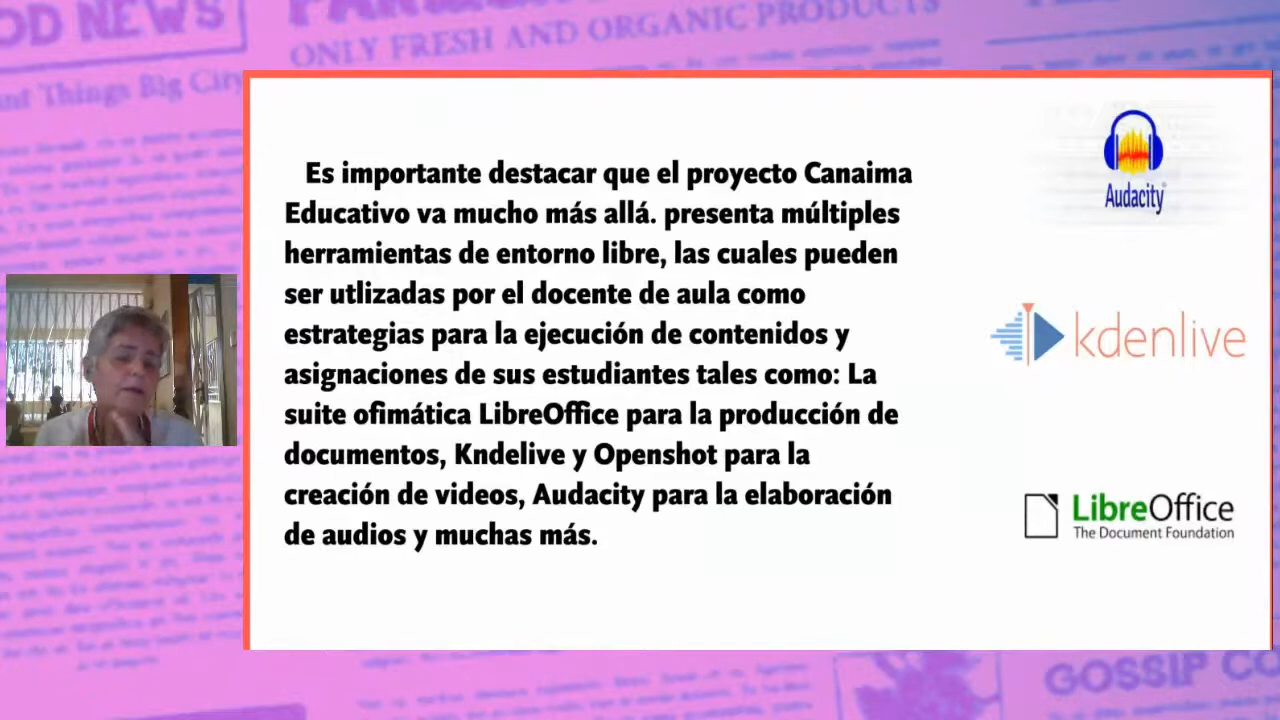 OD NEWS
ONLY FRESH AND ORGANIC PRODUCTS
Things Big City
Es importante destacar que el proyecto Canaima
Educativo va mucho más allá. presenta múltiples
herramientas de entorno libre, las cuales pueden
ser utlizadas por el docente de aula como
estrategias para la ejecución de contenidos y
asignaciones de sus estudiantes tales como: La
suite ofimática LibreOffice para la producción de
documentos, Kndelive y Openshot para la
creación de videos, Audacity para la elaboración
de audios y muchas más.
Audacity
kdenlive
LibreOffice
The Document Foundation
GOSSIP CO